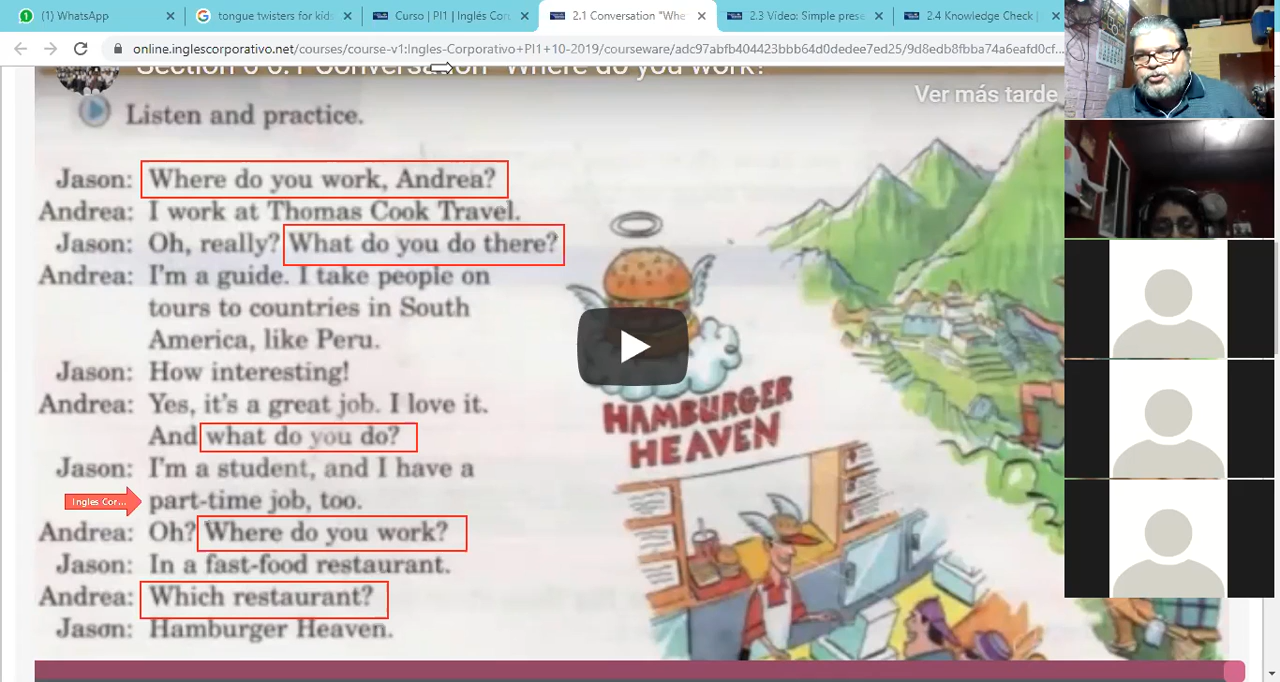 (1) WhatsApp
tongue twisters for kids
Curso | PI1 | Inglés Cor
2.1 Conversation "Whe
2.3 Video: Simple prese
2.4 Knowledge Check |
online.inglescorporativo.net/courses/course-v1:Ingles-Corporativo+PI1+10-2019/courseware/adc97abfb404423bbb64d0dedee7ed25/9d8edb8fbba74a6eafd0cf...
Conversation "Where do you work?
Ver más tarde
Listen and practice.
Jason: Where do you work, Andrea?
Andrea: I work at Thomas Cook Travel.
Jason: Oh, really? What do you do there?
Andrea: I'm a guide. I take people on
tours to countries in South
America, like Peru.
Jason: How interesting!
Andrea: Yes, it's a great job. I love it.
And what do you do?
Jason: I'm a student, and I have a
Ingles Cor...
part-time job, too.
Andrea: Oh? Where do you work?
Jason: In a fast-food restaurant.
Andrea: Which restaurant?
Jason: Hamburger Heaven.
HAMBURGER
HEAVEN